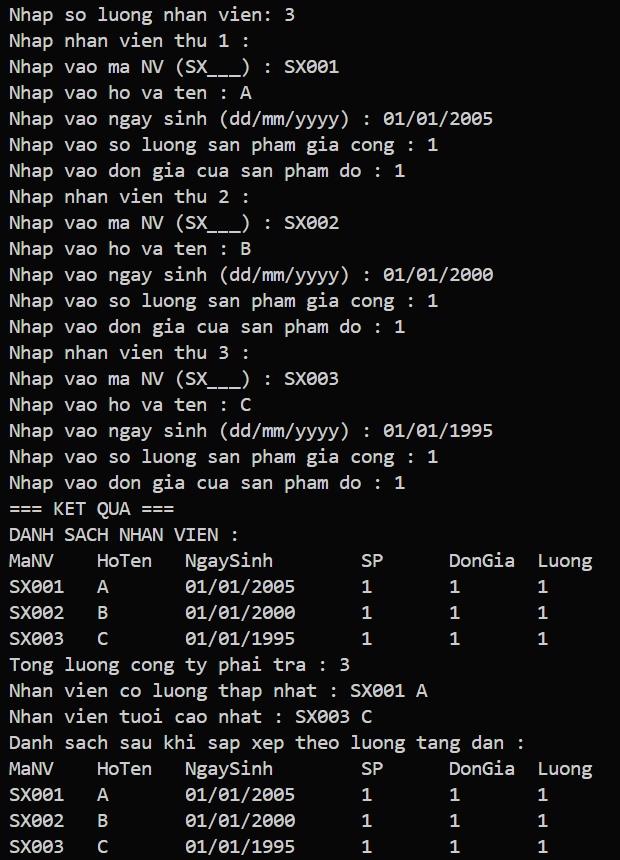 Nhap so luong nhan vien: 3
Nhap nhan vien thu 1 :
Nhap vao ma NV (SX___) : SX001
Nhap vao ho va ten : A
Nhap vao ngay sinh (dd/mm/yyyy) : 01/01/2005
Nhap vao so luong san pham gia cong : 1
Nhap vao don gia cua san pham do : 1
Nhap nhan vien thu 2 :
Nhap vao ma NV (SX___) : SX002
Nhap vao ho va ten : B
Nhap vao ngay sinh (dd/mm/yyyy) : 01/01/2000
Nhap vao so luong san pham gia cong : 1
Nhap vao don gia cua san pham do : 1
Nhap nhan vien thu 3 :
Nhap vao ma NV (SX___) : SX003
Nhap vao ho va ten : C
Nhap vao ngay sinh (dd/mm/yyyy) : 01/01/1995
Nhap vao so luong san pham gia cong : 1
Nhap vao don gia cua san pham do : 1
=== KET QUA ===
DANH SACH NHAN VIEN :
MaNV    HoTen   NgaySinh        SP      DonGia  Luong
SX001   A       01/01/2005      1       1       1
SX002   B       01/01/2000      1       1       1
SX003   C       01/01/1995      1       1       1
Tong luong cong ty phai tra : 3
Nhan vien co luong thap nhat : SX001 A
Nhan vien tuoi cao nhat : SX003 C
Danh sach sau khi sap xep theo luong tang dan :
MaNV    HoTen   NgaySinh        SP      DonGia  Luong
SX001   A       01/01/2005      1       1       1
SX002   B       01/01/2000      1       1       1
SX003   C       01/01/1995      1       1       1